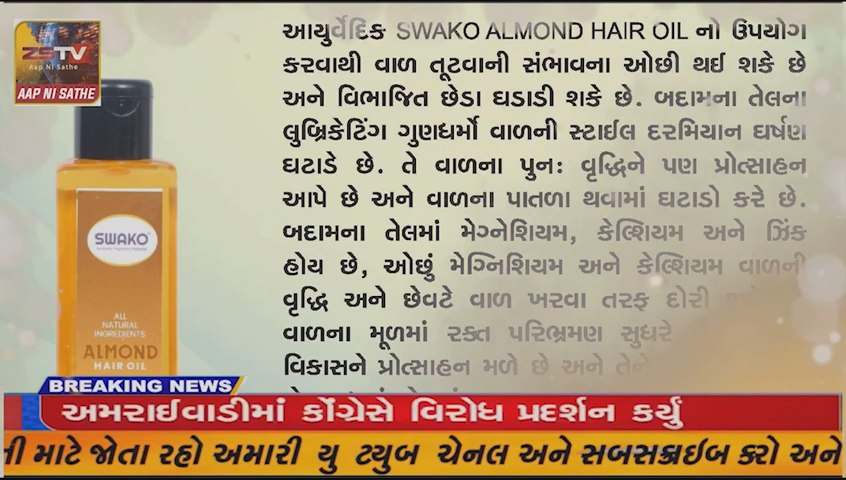 ZSTV
Aap Ni Sathe
AAP NI SATHE
આયુર્વેદિક SWAKO ALMOND HAIR OIL નો ઉપયોગ
કરવાથી વાળ તૂટવાની સંભાવના ઓછી થઈ શકે છે
અને વિભાજિત છેડા ઘડાડી શકે છે. બદામના તેલના
લુબ્રિકેટિંગ ગુણધર્મો વાળની સ્ટાઈલ દરમિયાન ઘર્ષણ
ઘટાડે છે. તે વાળના પુનઃ વૃદ્ધિને પણ પ્રોત્સાહન
આપે છે અને વાળના પાતળા થવામાં ઘટાડો કરે છે.
બદામના તેલમાં મેગ્નેશિયમ, કેલ્શિયમ અને ઝિંક
હોય છે, ઓછું મેગ્નિશિયમ અને કેલ્શિયમ વાળની
વૃદ્ધિ અને છેવટે વાળ ખરવા તરફ દોરી
વાળના મૂળમાં રક્ત પરિભ્રમણ સુધરે
વિકાસને પ્રોત્સાહન મળે છે અને તેને
SWAKO
ALL
NATURAL
INGREDIENTS
ALMOND
HAIR OIL
BREAKING NEWS
અમરાઈવાડીમાં કોંગ્રેસે વિરોધ પ્રદર્શન કર્યું
ની માટે જોતા રહો અમારી યુ ટ્યુબ ચેનલ અને સબસક્રાઇબ કરો અને